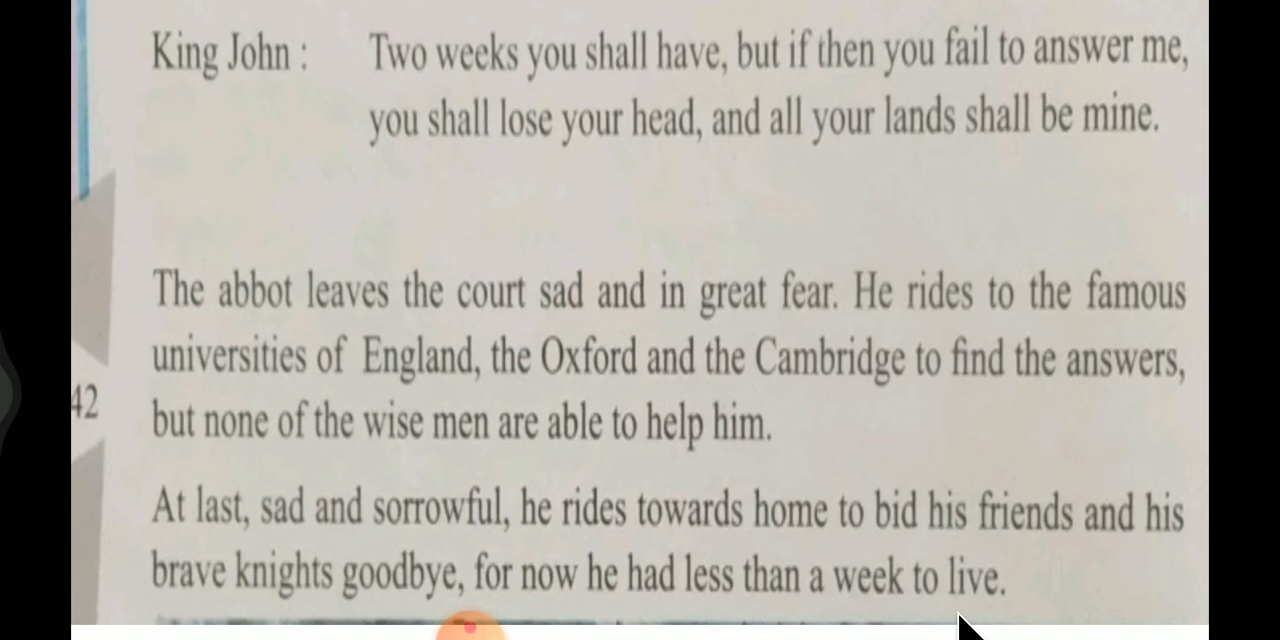 King John : Two weeks you shall have, but if then you fail to answer me,
you shall lose your head, and all your lands shall be mine.
The abbot leaves the court sad and in great fear. He rides to the famous
universities of England, the Oxford and the Cambridge to find the answers,
42
but none of the wise men are able to help him.
At last, sad and sorrowful, he rides towards home to bid his friends and his
brave knights goodbye, for now he had less than a week to live.